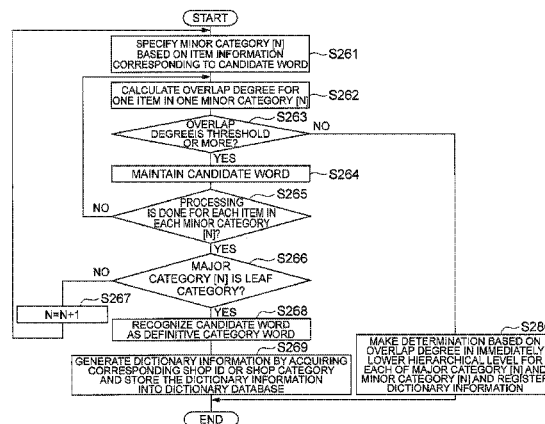 START
SPECIFY MINOR CATEGORY [N]
BASED ON ITEM INFORMATION
CORRESPONDING TO CANDIDATE WORD
S261
CALCULATE OVERLAP DEGREE FOR
ONE ITEM IN ONE MINOR CATEGORY [N]
S262
S263
OVERLAP
DEGREEIS THRESHOLD
OR MORE?
NO
YES
MAINTAIN CANDIDATE WORD
S264
S265
PROCESSING
IS DONE FOR EACH ITEM IN
EACH MINOR CATEGORY
[N]?
NO
YES
S266
MAJOR
CATEGORY [N] IS LEAF
CATEGORY?
NO
S267
N=N+1
YES
S268
RECOGNIZE CANDIDATE WORD
AS DEFINITIVE CATEGORY WORD
S269
GENERATE DICTIONARY INFORMATION BY ACQUIRING
CORRESPONDING SHOP ID OR SHOP CATEGORY
AND STORE THE DICTIONARY INFORMATION
INTO DICTIONARY DATABASE
MAKE DETERMINATION BASED ON
OVERLAP DEGREE IN IMMEDIATELY
LOWER HIERARCHICAL LEVEL FOR
EACH OF MAJOR CATEGORY [N] AND
MINOR CATEGORY [N] AND REGISTER
DICTIONARY INFORMATION
END